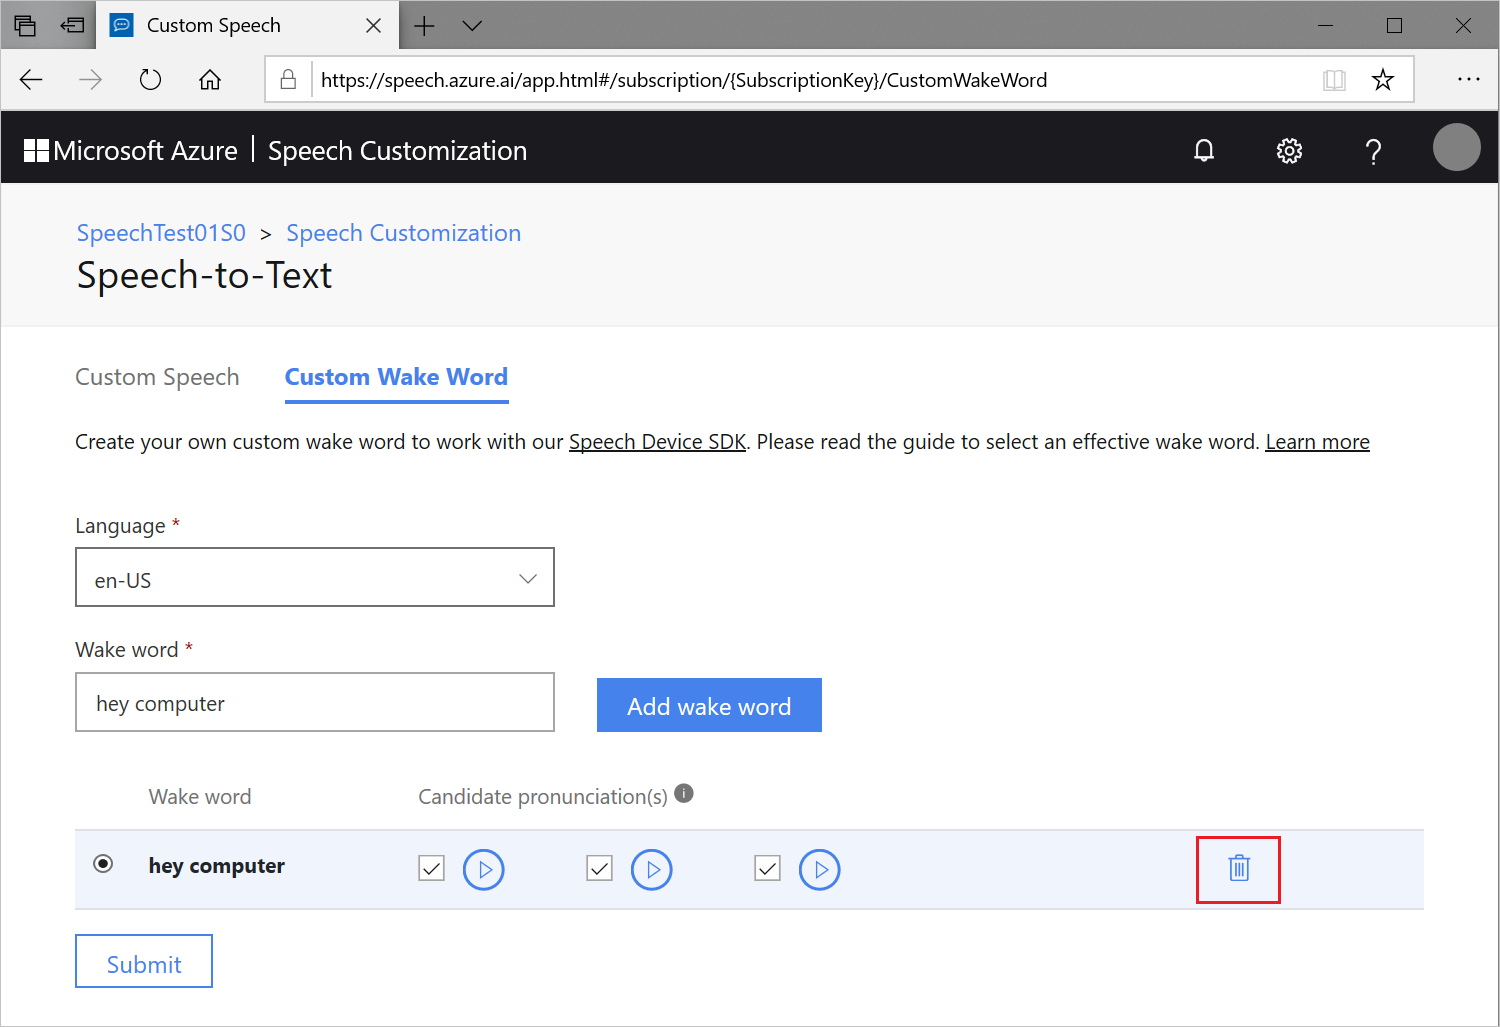 Custom Speech
https://speech.azure.ai/app.html#/subscription/{SubscriptionKey}/CustomWakeWord
Microsoft Azure | Speech Customization
SpeechTest01S0 > Speech Customization
Speech-to-Text
Custom Speech Custom Wake Word
Create your own custom wake word to work with our Speech Device SDK. Please read the guide to select an effective wake word. Learn more
Language *
en-US
Wake word *
hey computer
Add wake word
Wake word Candidate pronunciation(s)
hey computer
Submit